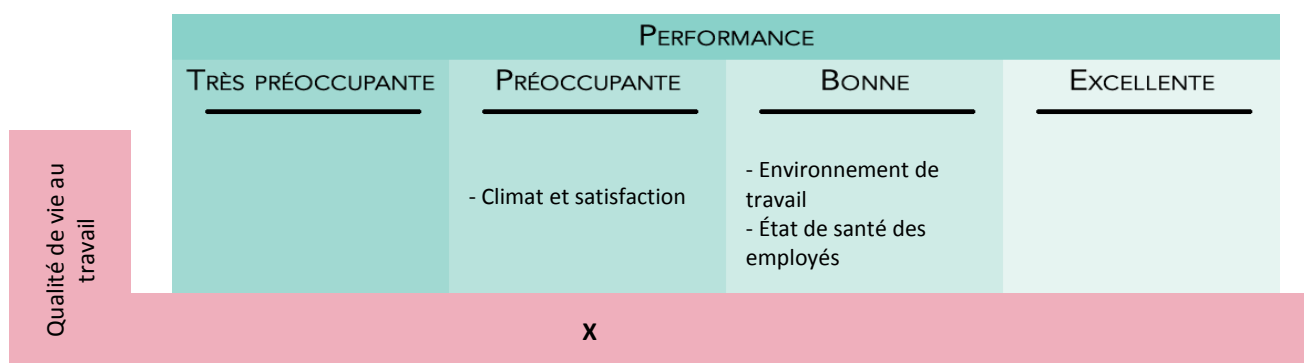 PERFORMANCE
TRÈS PRÉOCCUPANTE
PRÉOCCUPANTE
BONNE
EXCELLENTE
Qualité de vie au
travail
- Climat et satisfaction
- Environnement de
travail
- État de santé des
employés
X